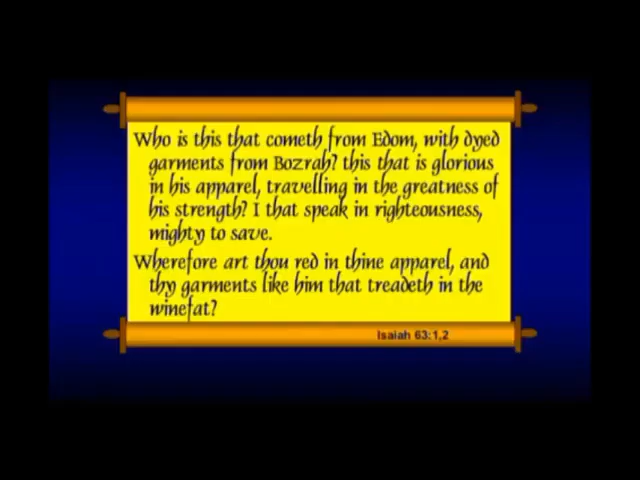 Who is this that cometh from Edom, with dyed
garments from Bozrah? this that is glorious
in his apparel, travelling in the greatness of
his strength? I that speak in righteousness,
mighty to save.
Wherefore art thou red in thine apparel, and
thy garments like him that treadeth in the
winefat?
Isaiah 63:1,2